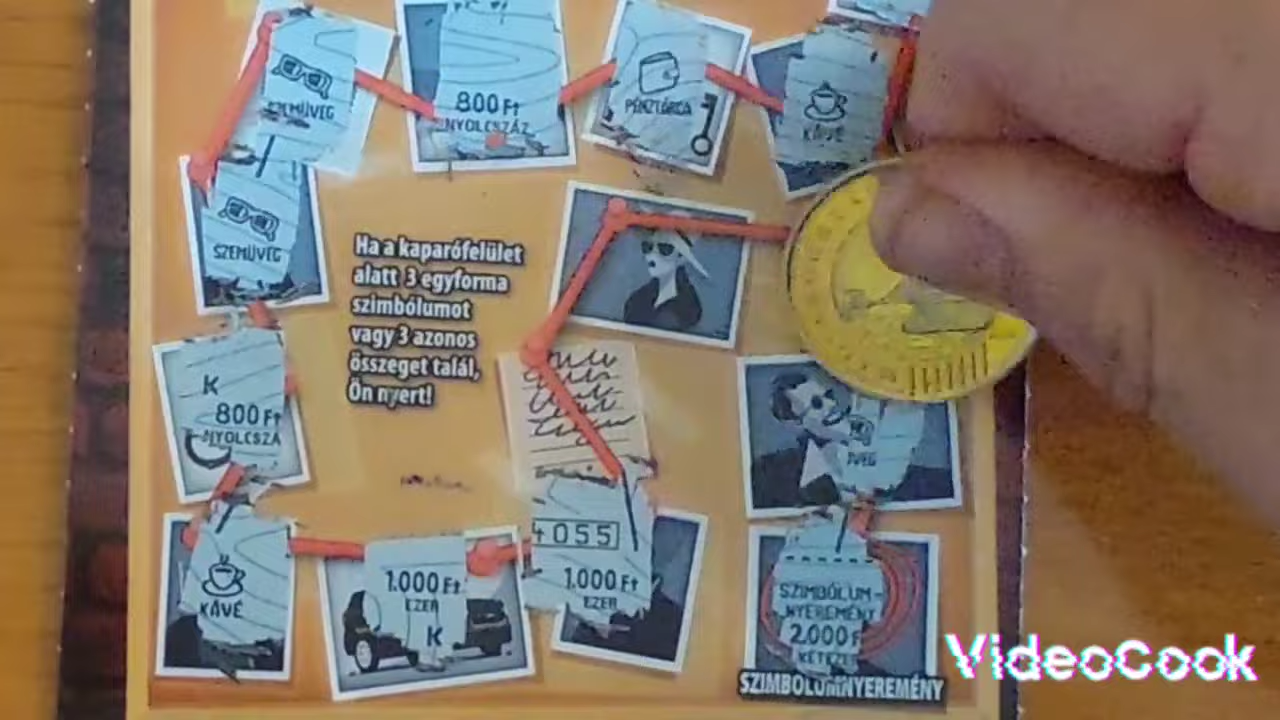 SZEMÜVEG
800 Ft
NYOLCSZÁZ
PÉNZTÁRCA
KÁVÉ
SZEMÜVEG
Ha a kaparófelület
alatt 3 egyforma
szimbólumot
vagy 3 azonos
összeget talál,
Ön nyert!
K
800 Ft
NYOLCSZÁ
4055
KÁVÉ
1.000 Ft
EZER
K
1.000 Ft
EZER
SZIMBÓLUM-
NYEREMÉNY
2.000 F
KÉTEZER
SZIMBÓLUMNYEREMÉNY
VideoCook